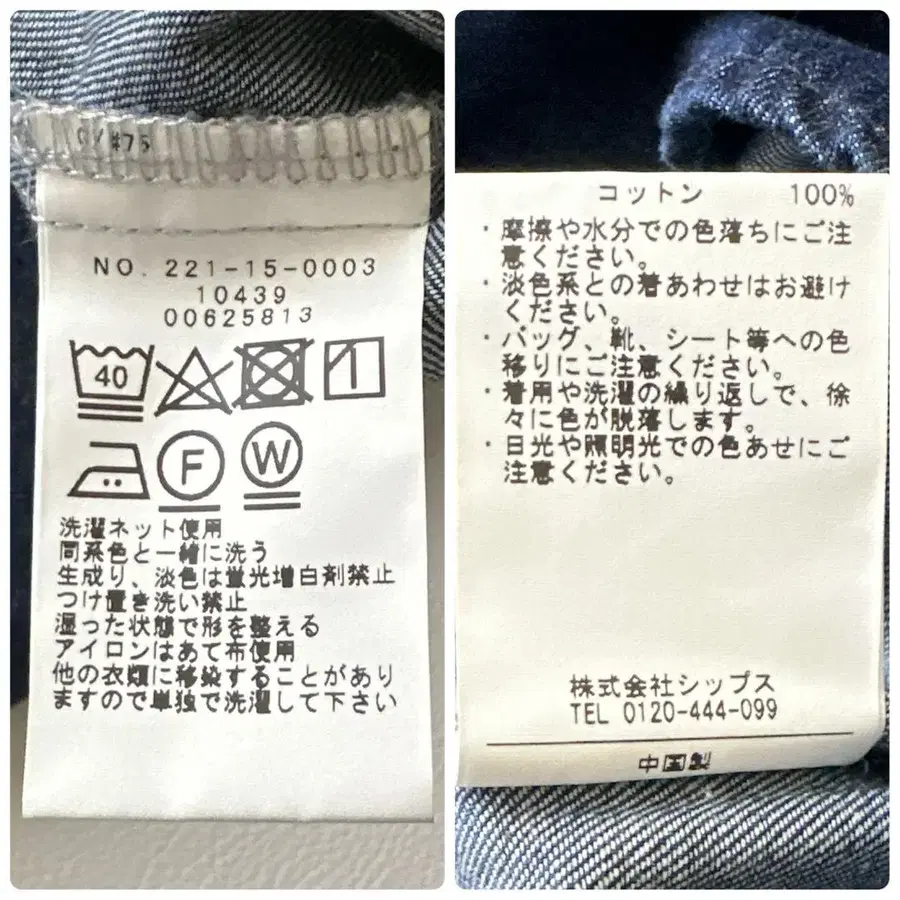 #75
NO. 221-15-0003
10439
00625813
40
F
W
洗濯ネット使用
同系色と一緒に洗う
生成り、淡色は蛍光増白剤禁止
つけ置き洗い禁止
湿った状態で形を整える
アイロンはあて布使用
他の衣類に移染することがあり
ますので単独で洗濯して下さい
コットン 100%
・摩擦や水分での色落ちにご注
意ください。
・淡色系との着あわせはお避け
ください。
・バッグ、靴、シート等への色
移りにご注意ください。
・着用や洗濯の繰り返しで、徐
々に色が脱落します。
・日光や照明光での色あせにご
注意ください。
株式会社シップス
TEL 0120-444-099
中国製